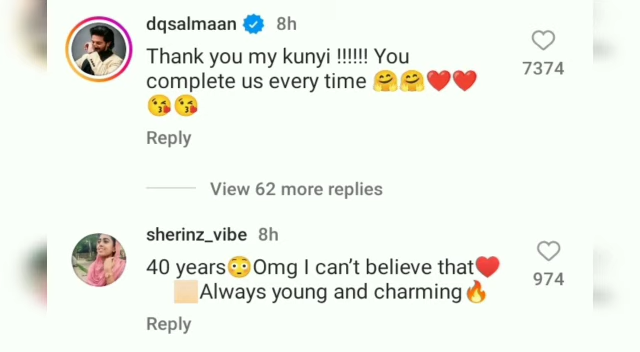 dqsalmaan 8h
Thank you my kunyi !!!!!! You
complete us every time 🤗🤗❤️❤️
😘😘
7374
Reply
View 62 more replies
sherinz_vibe 8h
40 years😳Omg I can't believe that♥️
🏼Always young and charming🔥
974
Reply